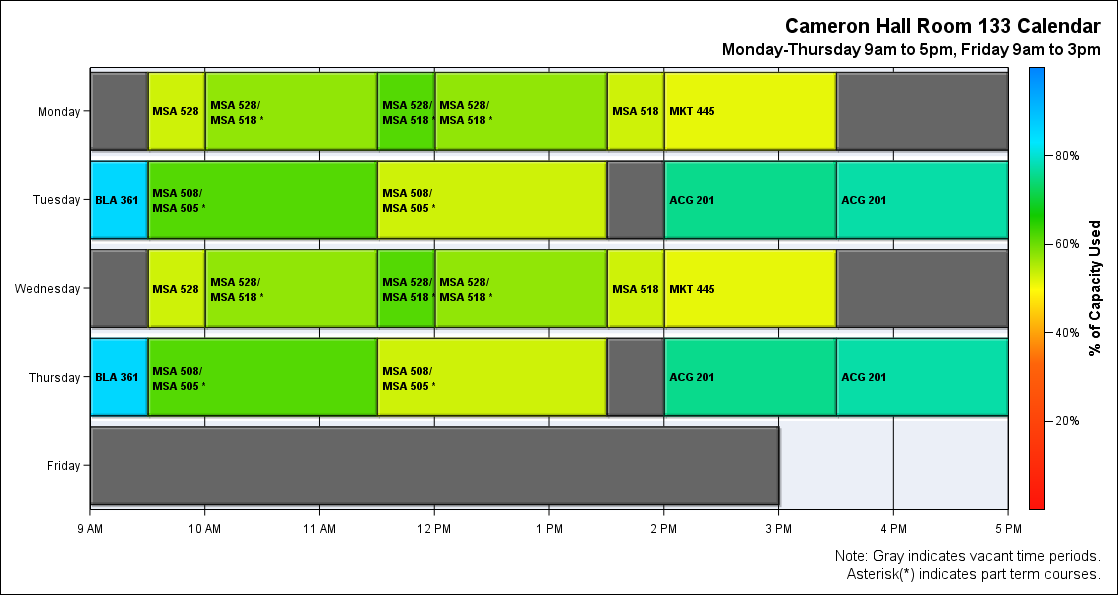 Cameron Hall Room 133 Calendar
Monday-Thursday 9am to 5pm, Friday 9am to 3pm
Monday
MSA 528
MSA 528/
MSA 518 *
MSA 528/
MSA 518 *
MSA 528/
MSA 518 *
MSA 518
MKT 445
Tuesday
BLA 361
MSA 508/
MSA 505 *
MSA 508/
MSA 505 *
ACG 201
ACG 201
Wednesday
MSA 528
MSA 528/
MSA 518 *
MSA 528/
MSA 518 *
MSA 528/
MSA 518 *
MSA 518
MKT 445
Thursday
BLA 361
MSA 508/
MSA 505 *
MSA 508/
MSA 505 *
ACG 201
ACG 201
Friday
9 AM
10 AM
11 AM
12 PM
1 PM
2 PM
3 PM
4 PM
5 PM
80%
60%
40%
20%
% of Capacity Used
Note: Gray indicates vacant time periods.
Asterisk(*) indicates part term courses.